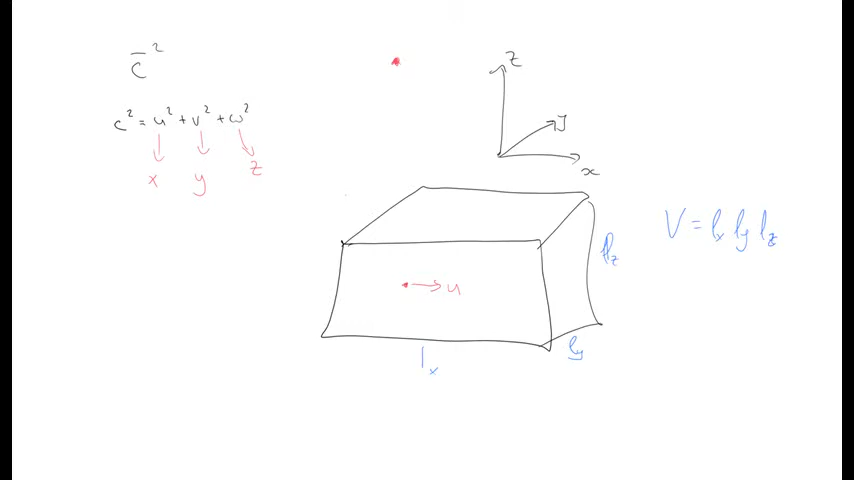 c̄²
c² = u² + v² + w²
x y z
z
y
x
V = lx ly lz
lz
u
ly
lx